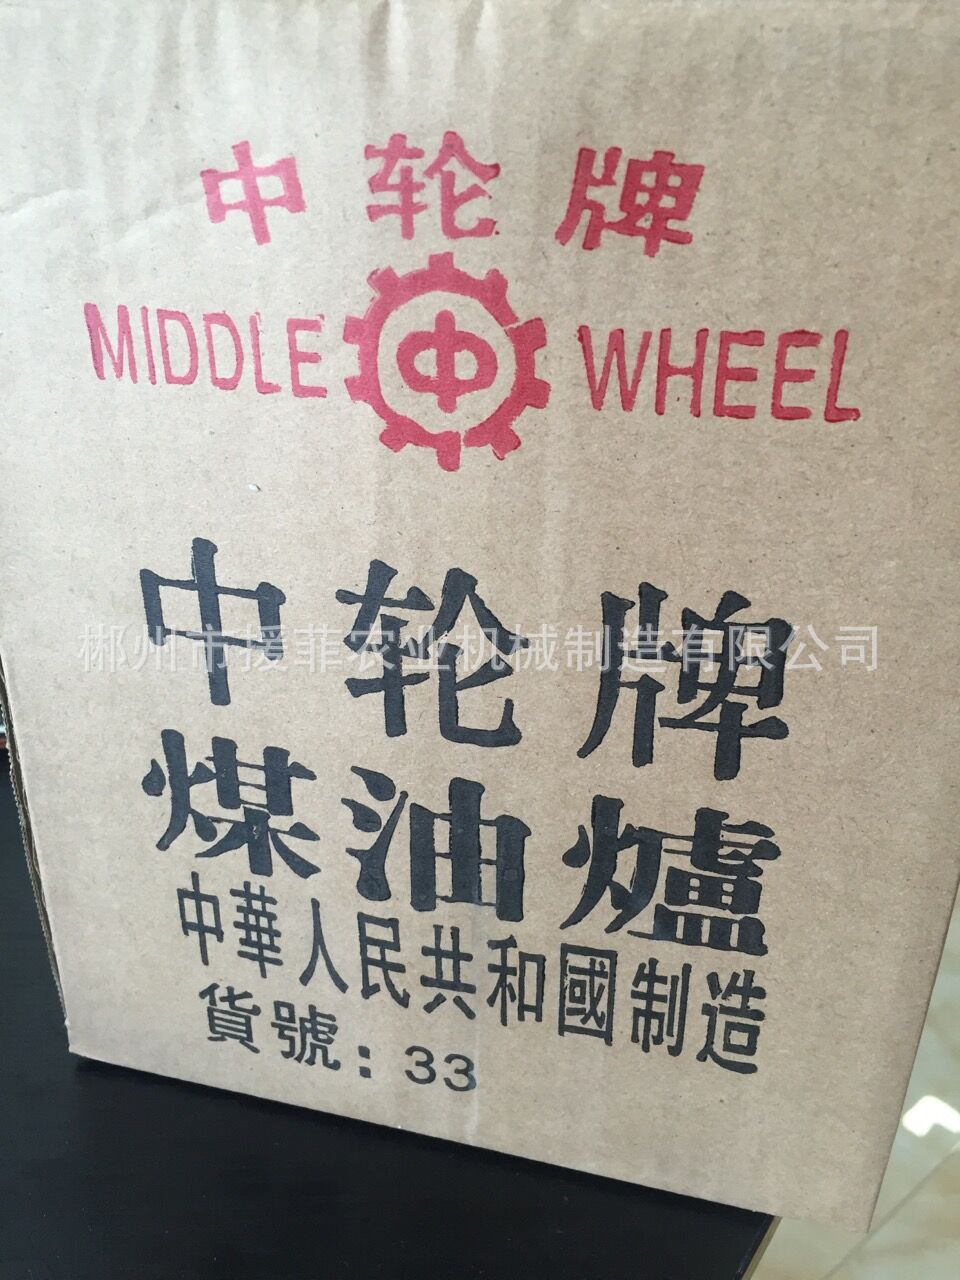 中轮牌
MIDDLE 中 WHEEL
中轮牌
郴州市援菲农业机械制造有限公司
煤油爐
中華人民共和國制造
貨號：33